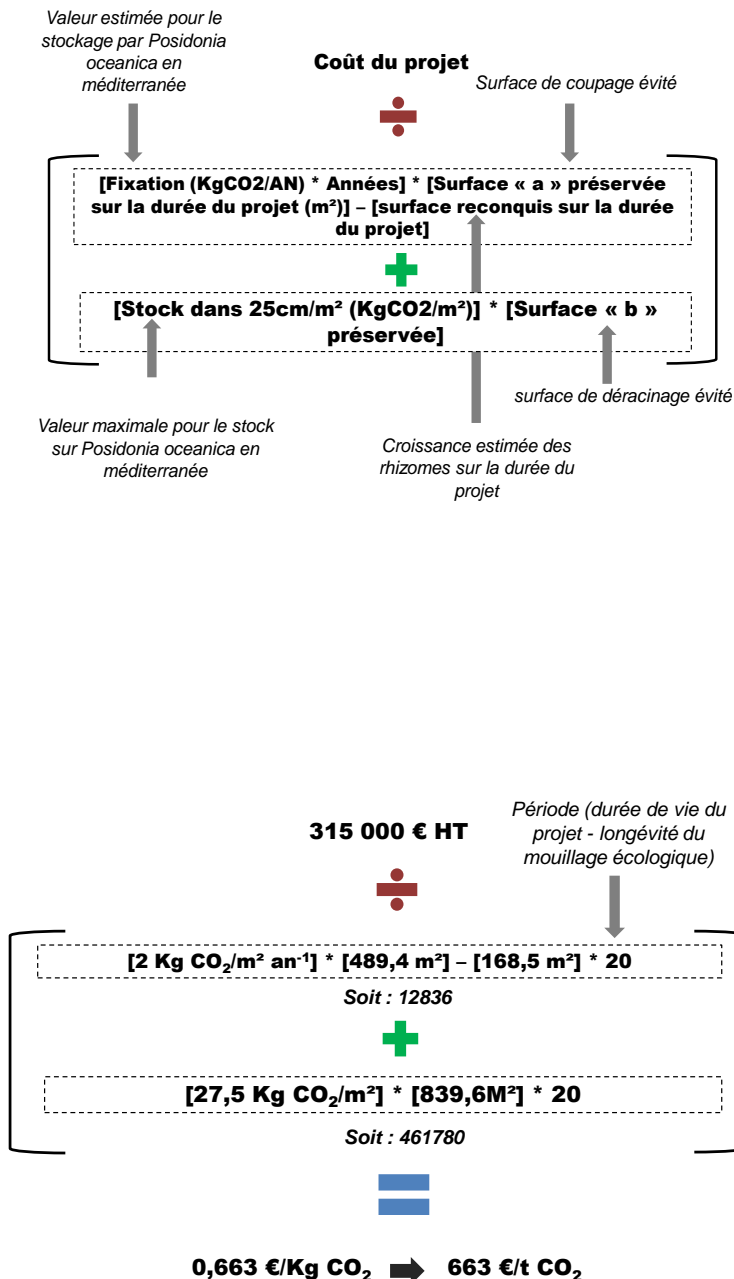 Valeur estimée pour le
stockage par Posidonia
oceanica en
méditerranée
Coût du projet
Surface de coupage évité
÷
[Fixation (KgCO2/AN) * Années] * [Surface « a » préservée
sur la durée du projet (m²)] – [surface reconquis sur la durée
du projet]
+
[Stock dans 25cm/m² (KgCO2/m²)] * [Surface « b »
préservée]
surface de déracinage évité
Valeur maximale pour le stock
sur Posidonia oceanica en
méditerranée
Croissance estimée des
rhizomes sur la durée du
projet
315 000 € HT
Période (durée de vie du
projet - longévité du
mouillage écologique)
÷
[2 Kg CO₂/m² an⁻¹] * [489,4 m²] – [168,5 m²] * 20
Soit : 12836
+
[27,5 Kg CO₂/m²] * [839,6M²] * 20
Soit : 461780
=
0,663 €/Kg CO₂ ➡ 663 €/t CO₂